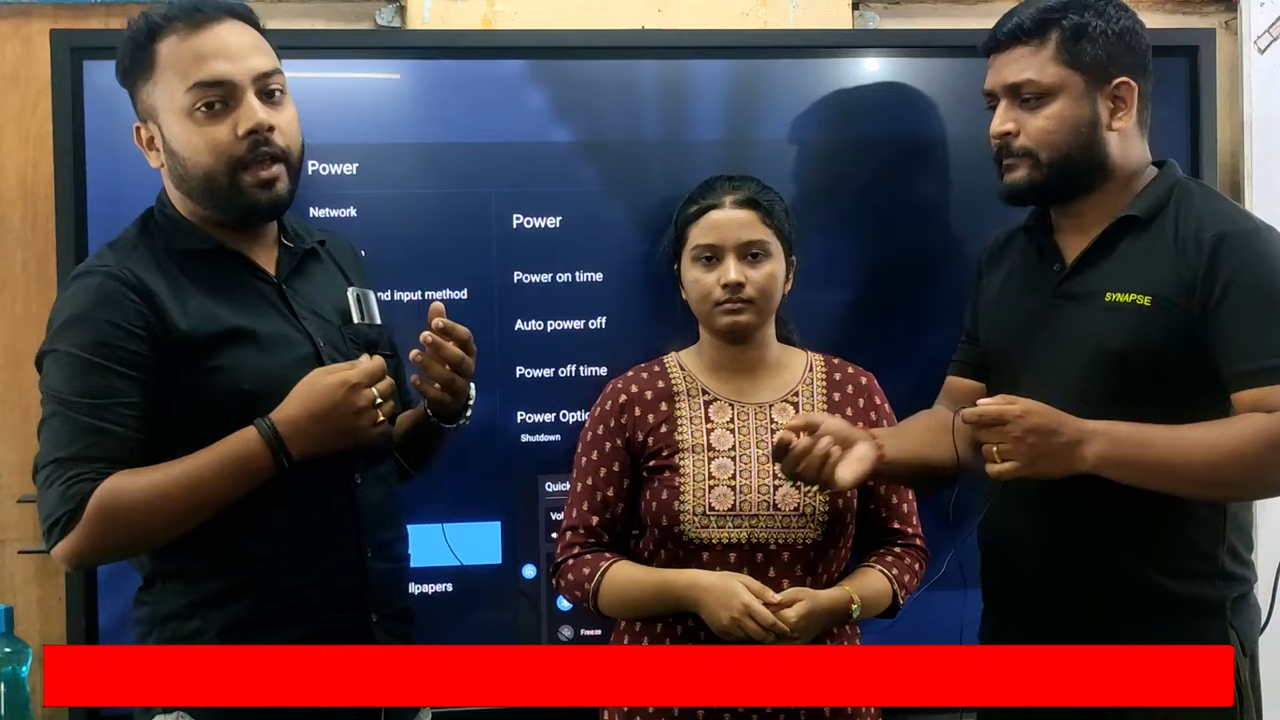 Power
Network
nd input method
llpapers
Power
Power on time
Auto power off
Power off time
Power Optio
Shutdown
Quick
Vol
Freeze
SYNAPSE